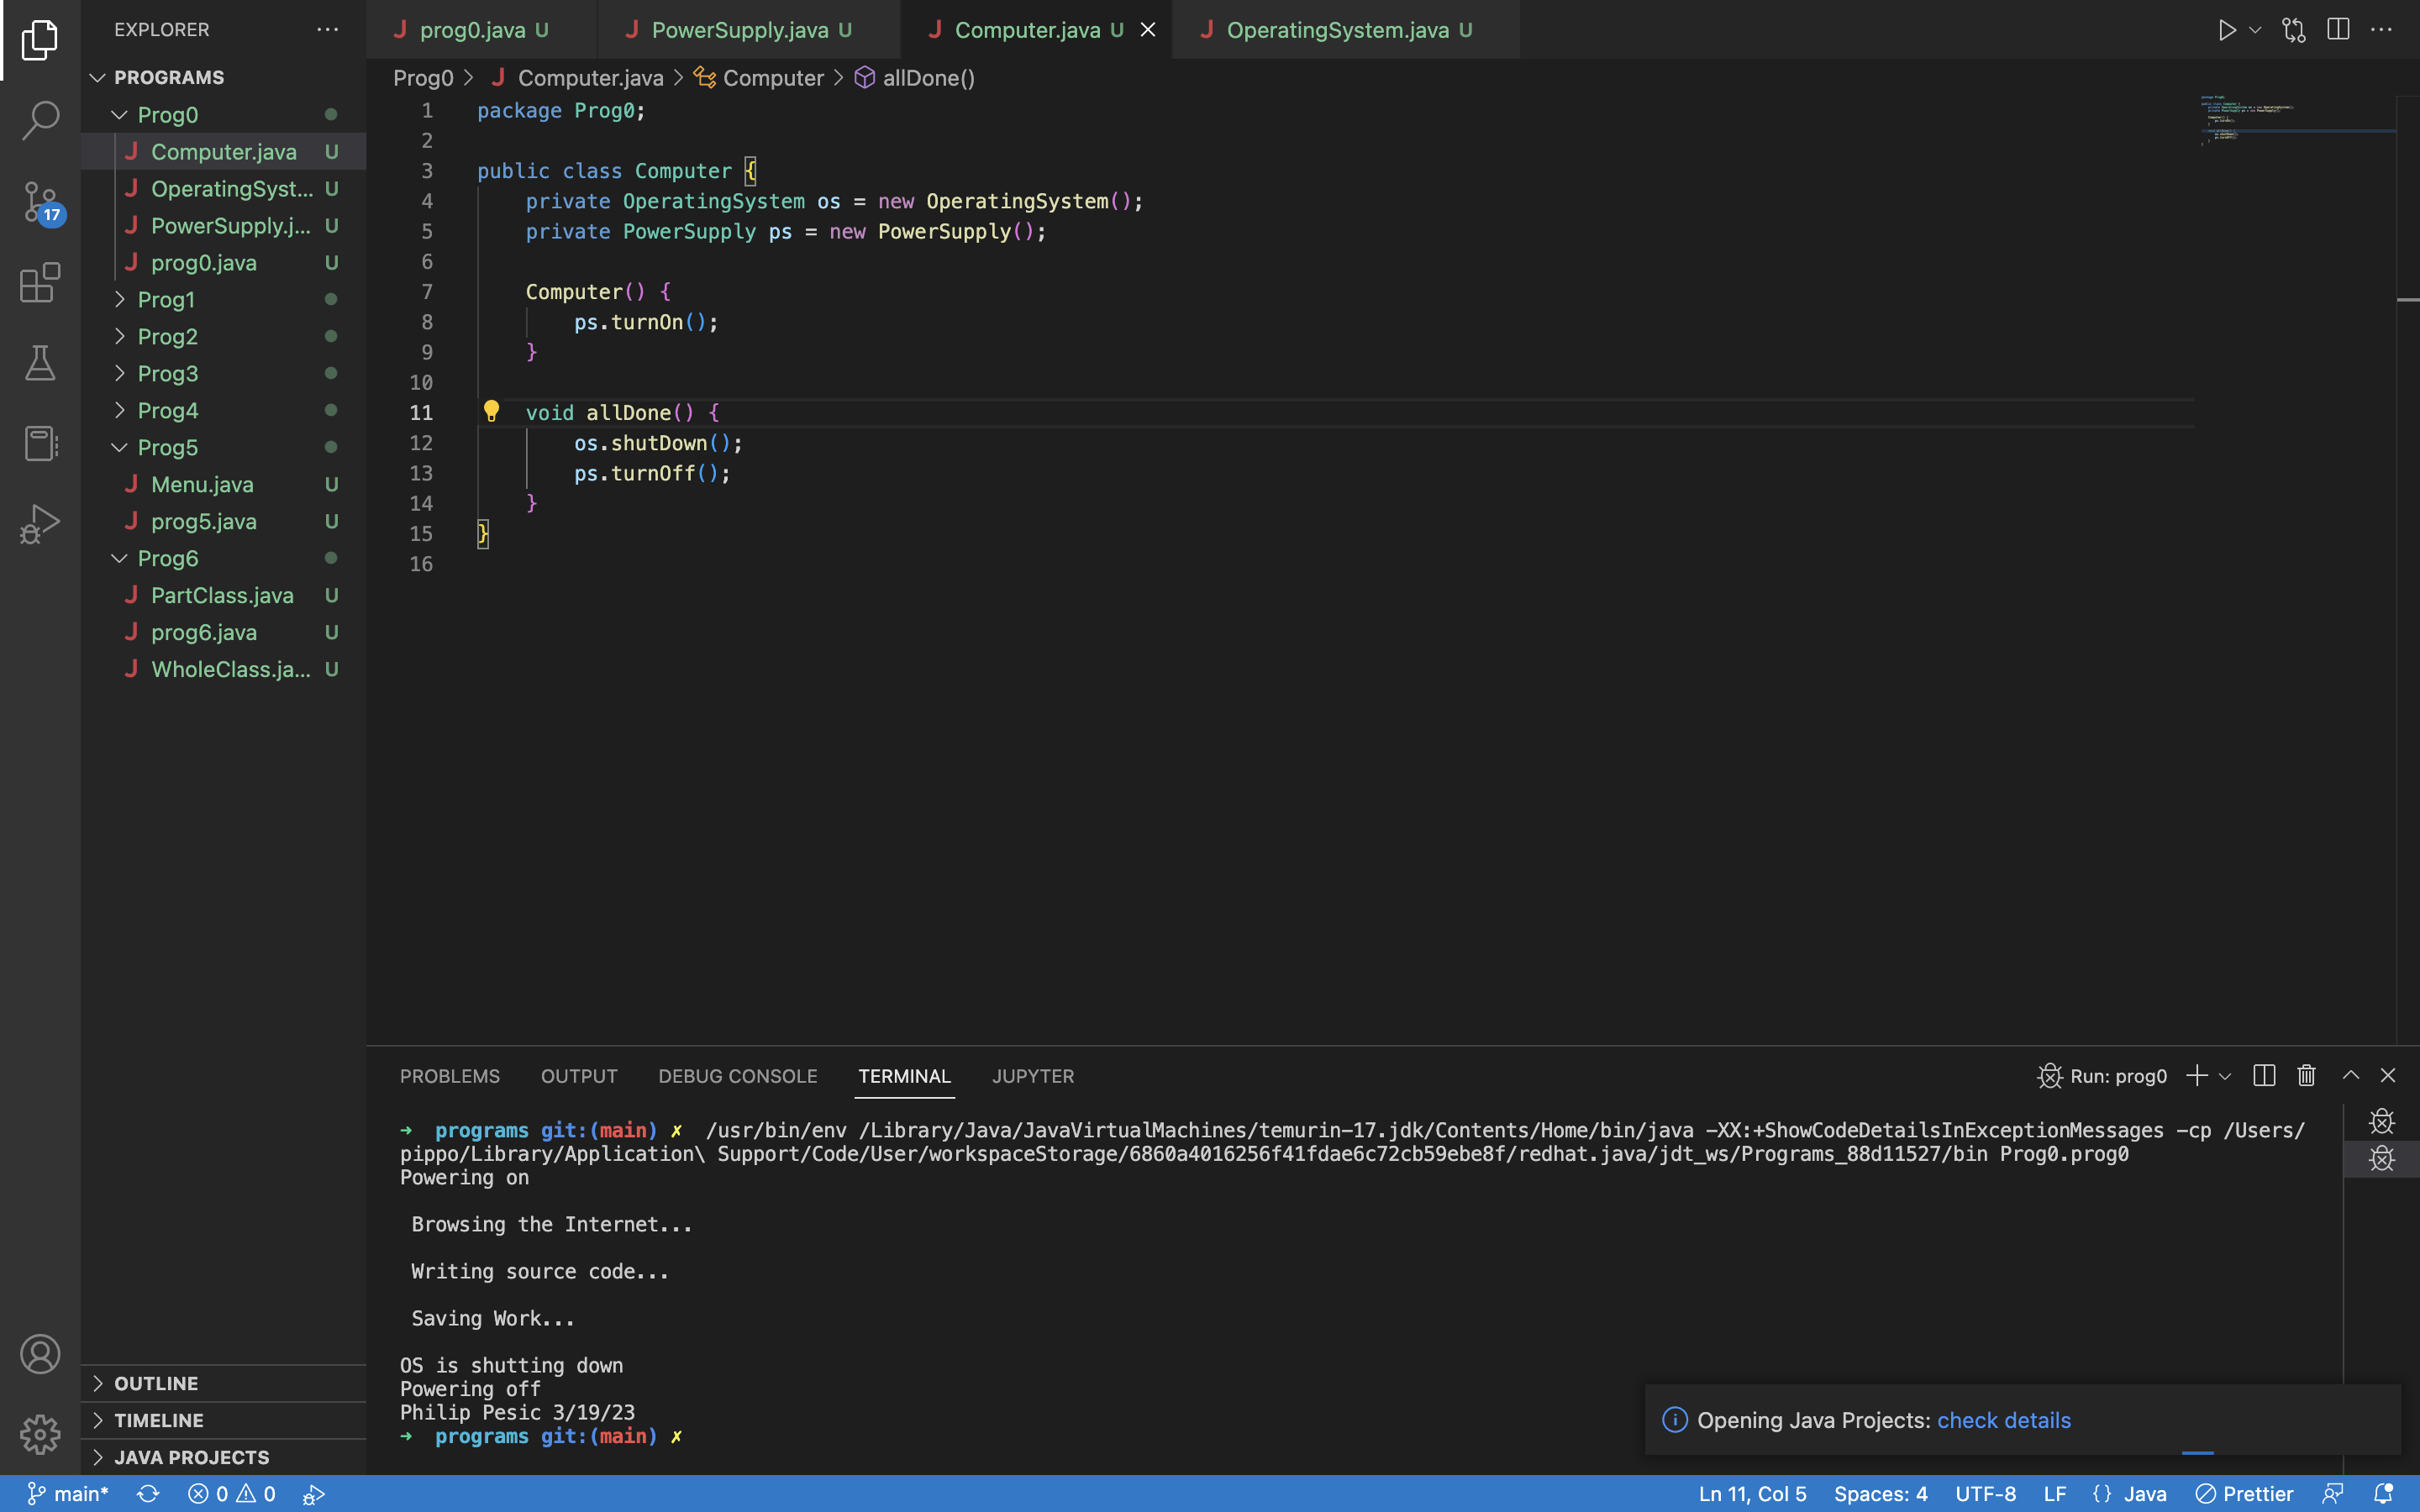 EXPLORER
PROGRAMS
Prog0
J Computer.java U
J OperatingSyst... U
J PowerSupply.j... U
J prog0.java U
Prog1
Prog2
Prog3
Prog4
Prog5
J Menu.java U
J prog5.java U
Prog6
J PartClass.java U
J prog6.java U
J WholeClass.ja... U
17
OUTLINE
TIMELINE
JAVA PROJECTS
J prog0.java U
J PowerSupply.java U
J Computer.java U
J OperatingSystem.java U
Prog0 > J Computer.java > Computer > allDone()
1 package Prog0;
2
3 public class Computer {
4 private OperatingSystem os = new OperatingSystem();
5 private PowerSupply ps = new PowerSupply();
6
7 Computer() {
8 ps.turnOn();
9 }
10
11 void allDone() {
12 os.shutDown();
13 ps.turnOff();
14 }
15 }
16
PROBLEMS OUTPUT DEBUG CONSOLE TERMINAL JUPYTER
Run: prog0
➜ programs git:(main) ✗ /usr/bin/env /Library/Java/JavaVirtualMachines/temurin-17.jdk/Contents/Home/bin/java -XX:+ShowCodeDetailsInExceptionMessages -cp /Users/
pippo/Library/Application\ Support/Code/User/workspaceStorage/6860a4016256f41fdae6c72cb59ebe8f/redhat.java/jdt_ws/Programs_88d11527/bin Prog0.prog0
Powering on
Browsing the Internet...
Writing source code...
Saving Work...
OS is shutting down
Powering off
Philip Pesic 3/19/23
➜ programs git:(main) ✗
Opening Java Projects: check details
main* 0 0
Ln 11, Col 5 Spaces: 4 UTF-8 LF {} Java Prettier